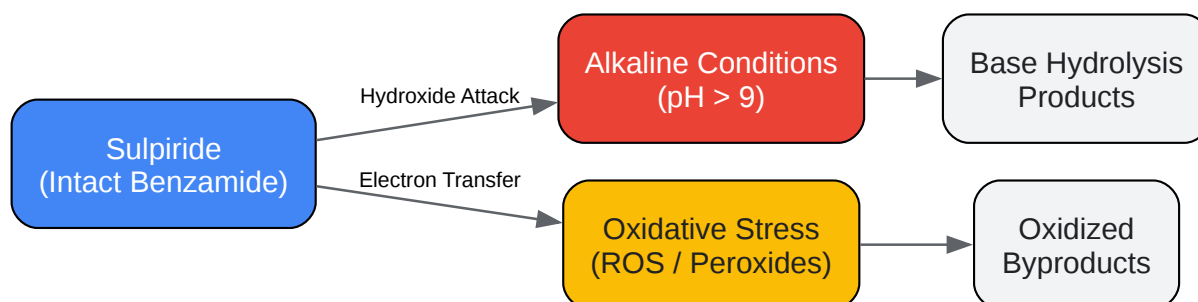 Sulpiride
(Intact Benzamide)
Hydroxide Attack
Electron Transfer
Alkaline Conditions
(pH > 9)
Base Hydrolysis
Products
Oxidative Stress
(ROS / Peroxides)
Oxidized
Byproducts